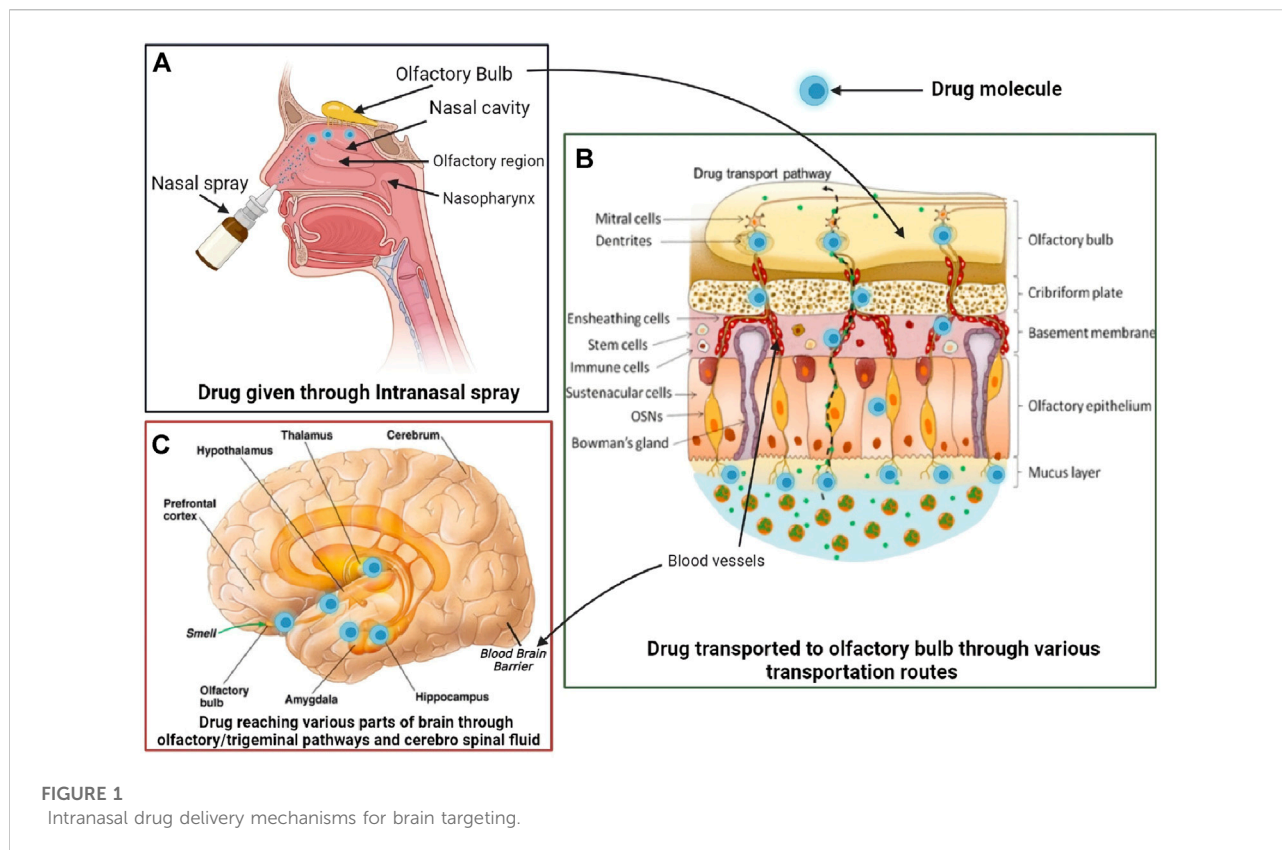 A
Olfactory Bulb
Nasal cavity
Olfactory region
Nasopharynx
Nasal spray
Drug given through Intranasal spray
Drug molecule
B
Drug transport pathway
Mitral cells
Dentrites
Ensheathing cells
Stem cells
Immune cells
Sustenacular cells
OSNs
Bowman's gland
Olfactory bulb
Cribriform plate
Basement membrane
Olfactory epithelium
Mucus layer
Blood vessels
Drug transported to olfactory bulb through various
transportation routes
C
Thalamus
Cerebrum
Hypothalamus
Prefrontal
cortex
Smell
Olfactory
bulb
Amygdala
Hippocampus
Blood Brain
Barrier
Drug reaching various parts of brain through
olfactory/trigeminal pathways and cerebro spinal fluid
FIGURE 1
Intranasal drug delivery mechanisms for brain targeting.